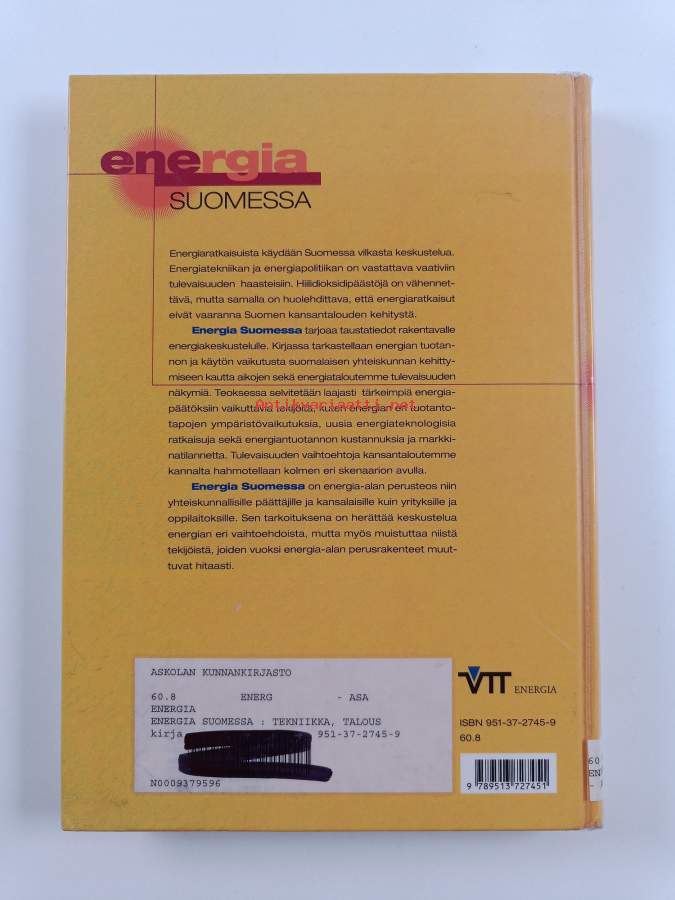 energia
SUOMESSA
Energiaratkaisuista käydään Suomessa vilkasta keskustelua.
Energiatekniikan ja energiapolitiikan on vastattava vaativiin
tulevaisuuden haasteisiin. Hiilidioksidipäästöjä on vähennet-
tävä, mutta samalla on huolehdittava, että energiaratkaisut
eivät vaaranna Suomen kansantalouden kehitystä.
Energia Suomessa tarjoaa taustatiedot rakentavalle
energiakeskustelulle. Kirjassa tarkastellaan energian tuotan-
non ja käytön vaikutusta suomalaisen yhteiskunnan kehitty-
miseen kautta aikojen sekä energiataloutemme tulevaisuuden
näkymiä. Teoksessa selvitetään laajasti tärkeimpiä energia-
päätöksiin vaikuttavia tekijöitä, kuten energian eri tuotanto-
Antikvariaatti.net
tapojen ympäristövaikutuksia, uusia energiateknologisia
ratkaisuja sekä energiantuotannon kustannuksia ja markki-
natilannetta. Tulevaisuuden vaihtoehtoja kansantaloutemme
kannalta hahmotellaan kolmen eri skenaarion avulla.
Energia Suomessa on energia-alan perusteos niin
yhteiskunnallisille päättäjille ja kansalaisille kuin yrityksille ja
oppilaitoksille. Sen tarkoituksena on herättää keskustelua
energian eri vaihtoehdoista, mutta myös muistuttaa niistä
tekijöistä, joiden vuoksi energia-alan perusrakenteet muut-
tuvat hitaasti.
ASKOLAN KUNNANKIRJASTO
60.8 ENERG - ASA
ENERGIA
ENERGIA SUOMESSA : TEKNIIKKA, TALOUS
kirja 951-37-2745-9
N0009379596
VTT ENERGIA
ISBN 951-37-2745-9
60.8
9 789513 727451
60
EN